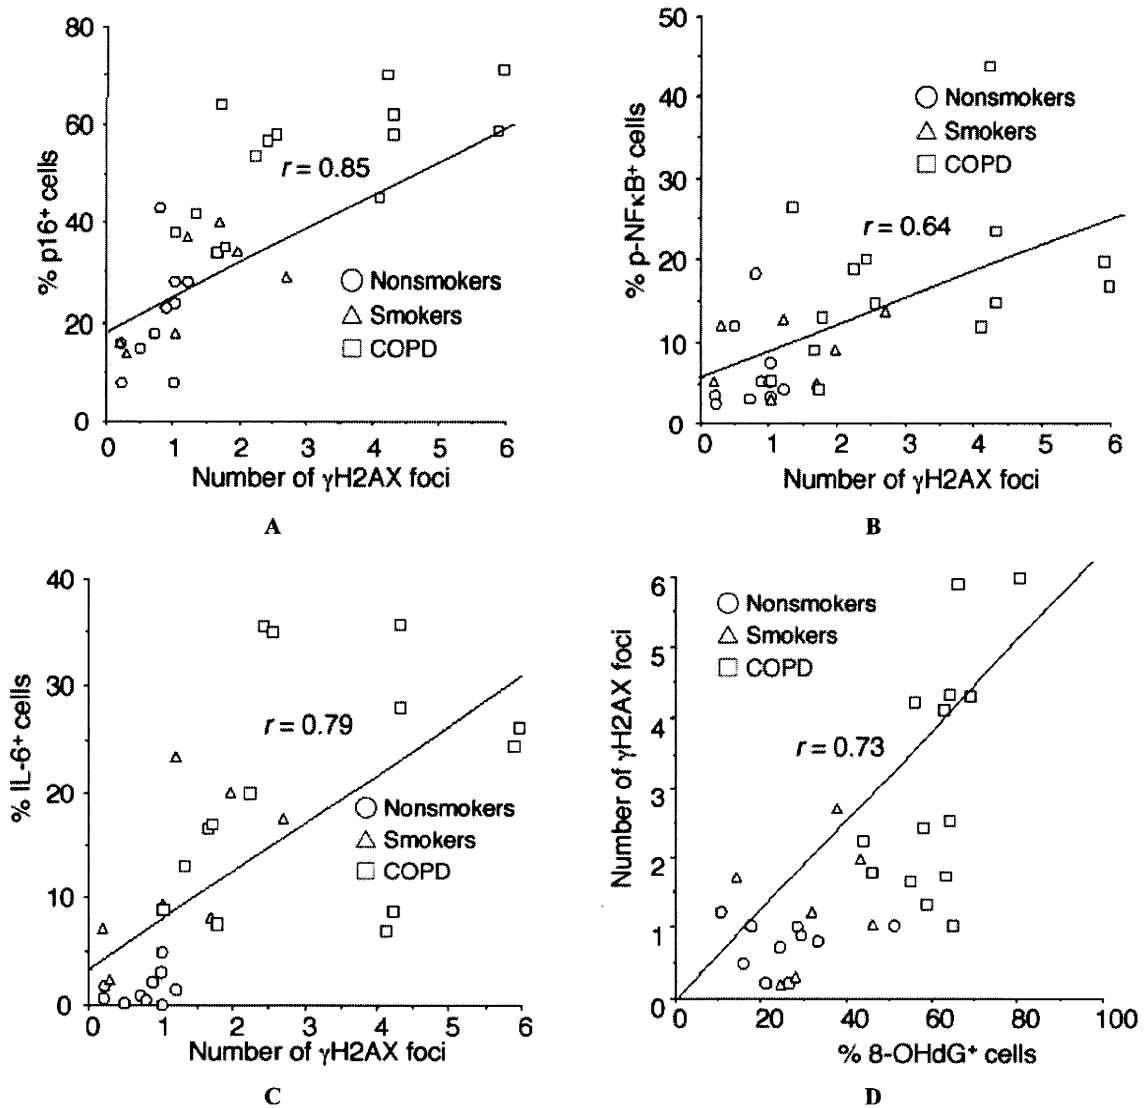 80
60
40
20
0
% p16+ cells
r = 0.85
Nonsmokers
Smokers
COPD
0 1 2 3 4 5 6
Number of γH2AX foci
A
50
40
30
20
10
0
% p-NFκB+ cells
Nonsmokers
Smokers
COPD
r = 0.64
0 1 2 3 4 5 6
Number of γH2AX foci
B
40
30
20
10
0
% IL-6+ cells
r = 0.79
Nonsmokers
Smokers
COPD
0 1 2 3 4 5 6
Number of γH2AX foci
C
6
5
4
3
2
1
0
Number of γH2AX foci
Nonsmokers
Smokers
COPD
r = 0.73
0 20 40 60 80 100
% 8-OHdG+ cells
D